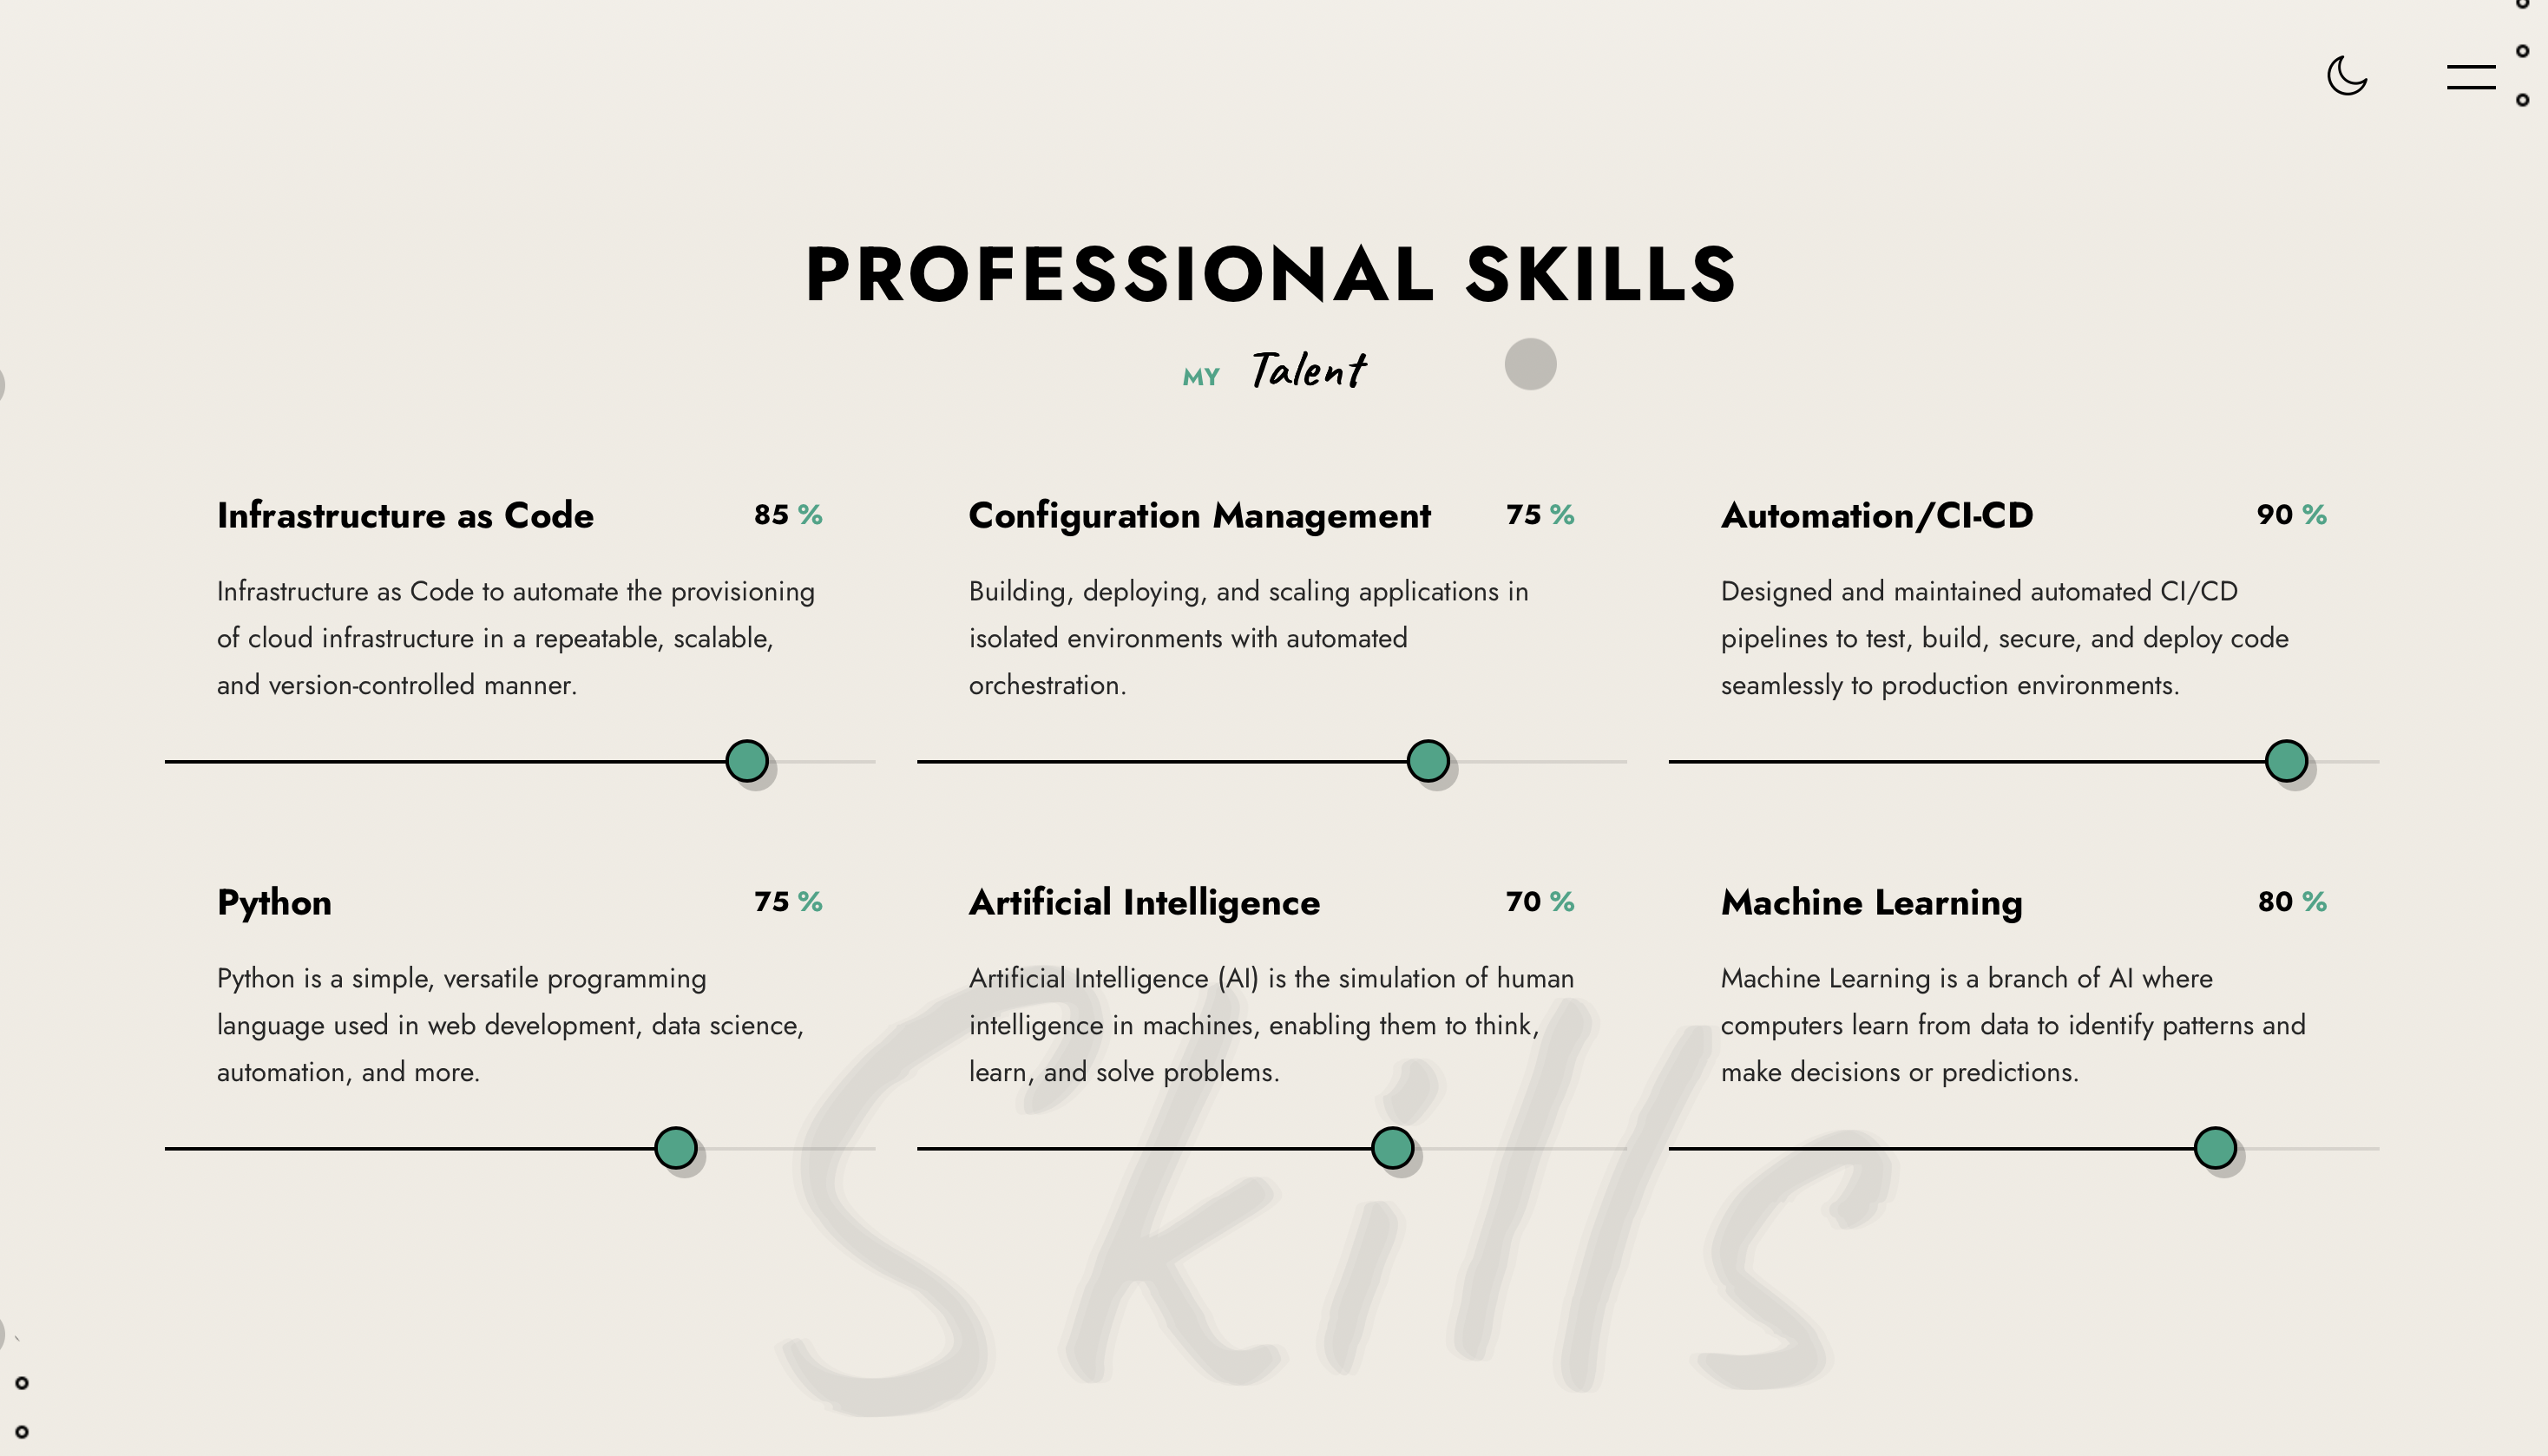 PROFESSIONAL SKILLS
MY Talent
Infrastructure as Code 85 %
Infrastructure as Code to automate the provisioning
of cloud infrastructure in a repeatable, scalable,
and version-controlled manner.
Configuration Management 75 %
Building, deploying, and scaling applications in
isolated environments with automated
orchestration.
Automation/CI-CD 90 %
Designed and maintained automated CI/CD
pipelines to test, build, secure, and deploy code
seamlessly to production environments.
Python 75 %
Python is a simple, versatile programming
language used in web development, data science,
automation, and more.
Artificial Intelligence 70 %
Artificial Intelligence (AI) is the simulation of human
intelligence in machines, enabling them to think,
learn, and solve problems.
Machine Learning 80 %
Machine Learning is a branch of AI where
computers learn from data to identify patterns and
make decisions or predictions.
Skills